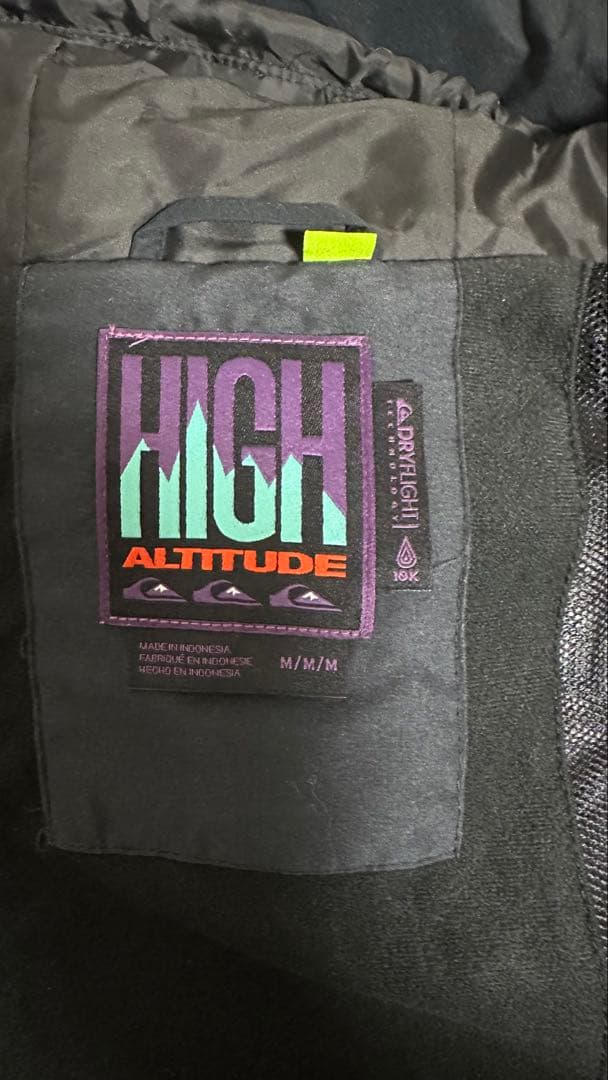 HIGH
ALTITUDE
DRYFLIGHT
TECHNOLOGY
10K
MADE IN INDONESIA
FABRIQUÉ EN INDONESIE
HECHO EN INDONESIA
M/M/M